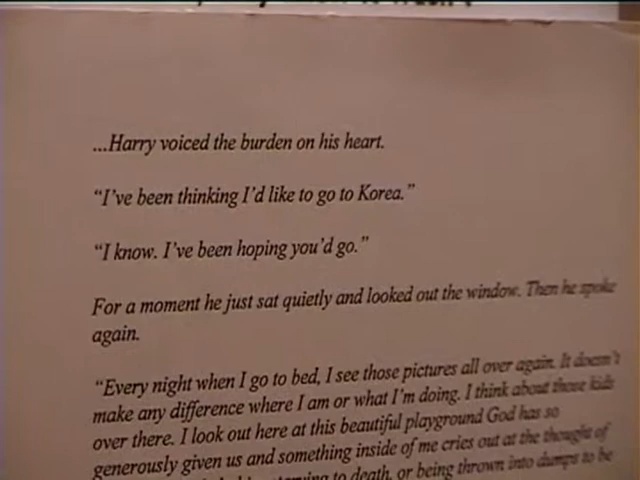 ...Harry voiced the burden on his heart.
“I’ve been thinking I’d like to go to Korea.”
“I know. I’ve been hoping you’d go.”
For a moment he just sat quietly and looked out the window. Then he spoke
again.
“Every night when I go to bed, I see those pictures all over again. It doesn’t
make any difference where I am or what I’m doing. I think about those kids
over there. I look out here at this beautiful playground God has so
generously given us and something inside of me cries out at the thought of
to death, or being thrown into dumps to be